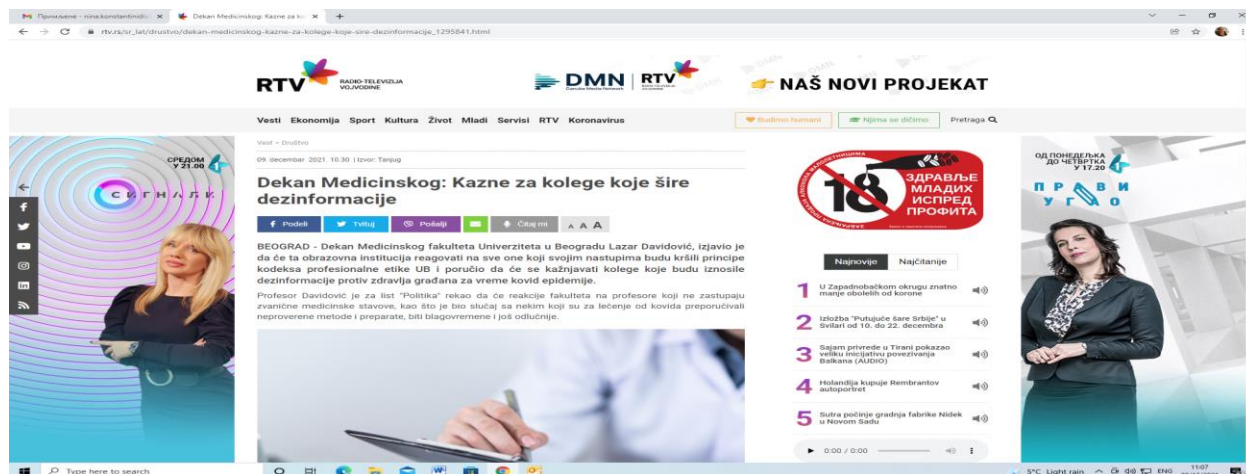 Примљене - nina.konstantinidi
Dekan Medicinskog: Kazne za ko
rtv.rs/sr_lat/drustvo/dekan-medicinskog-kazne-za-kolege-koje-sire-dezinformacije_1295841.html
RTV
RADIO-TELEVIZIJA
VOJVODINE
DMN
RTV
NAŠ NOVI PROJEKAT
Vesti Ekonomija Sport Kultura Život Mladi Servisi RTV Koronavirus
Budimo humani
Njima se dičimo
Pretraga
Vesti > Društvo
09. decembar 2021. 10.30 | Izvor: Tanjug
Dekan Medicinskog: Kazne za kolege koje šire
dezinformacije
Podeli
Tvituj
Pošalji
Čitaj mi
A A A
BEOGRAD - Dekan Medicinskog fakulteta Univerziteta u Beogradu Lazar Davidović, izjavio je
da će ta obrazovna institucija reagovati na sve one koji svojim nastupima budu kršili principe
kodeksa profesionalne etike UB i poručio da će se kažnjavati kolege koje budu iznosile
dezinformacije protiv zdravlja građana za vreme kovid epidemije.
Profesor Davidović je za list "Politika" rekao da će reakcije fakulteta na profesore koji ne zastupaju
zvanične medicinske stavove, kao što je bio slučaj sa nekim koji su za lečenje od kovida preporučivali
neproverene metode i preparate, biti blagovremene i još odlučnije.
СРЕДОМ
У 21.00
СИГНАЛИ
18
ЗДРАВЉЕ
МЛАДИХ
ИСПРЕД
ПРОФИТА
Najnovije
Najčitanije
1 U Zapadnobačkom okrugu znatno
manje obolelih od korone
2 Izložba "Putujuće šare Srbije" u
Svilari od 10. do 22. decembra
3 Sajam privrede u Tirani pokazao
veliku inicijativu povezivanja
Balkana (AUDIO)
4 Holandija kupuje Rembrantov
autoportret
5 Sutra počinje gradnja fabrike Nidek
u Novom Sadu
0:00 / 0:00
ОД ПОНЕДЕЉКА
ДО ЧЕТВРТКА
У 17.20
ПРАВИ
УГАО
Type here to search
5°C Light rain
ENG
11:07